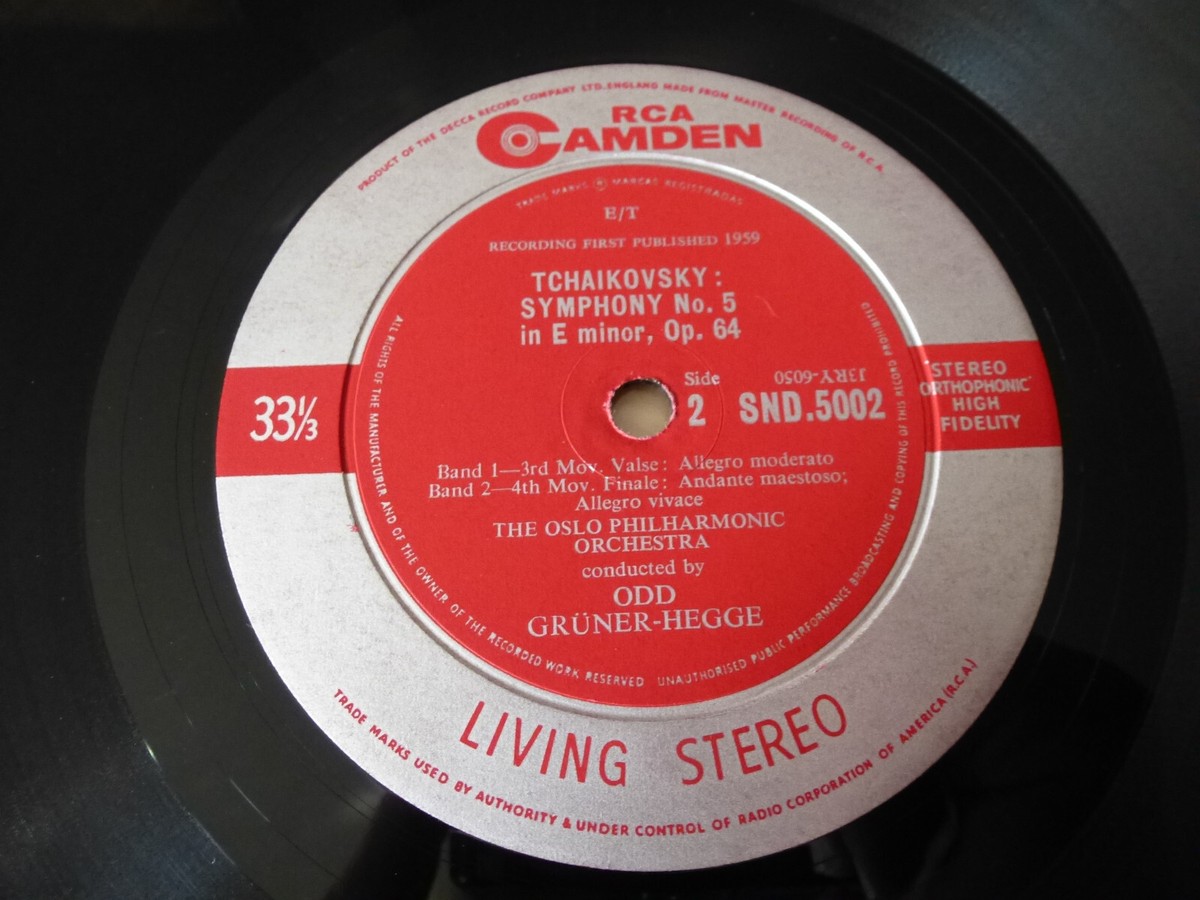 PRODUCT OF THE DECCA RECORD COMPANY LTD. ENGLAND MADE FROM MASTER RECORDING OF R.C.A.
RCA
CAMDEN
TRADE MARKS MARCAS REGISTRADAS
E/T
RECORDING FIRST PUBLISHED 1959
TCHAIKOVSKY:
SYMPHONY No. 5
in E minor, Op. 64
33⅓
Side
2
J3RY-6050
SND.5002
"STEREO
ORTHOPHONIC"
HIGH
FIDELITY
Band 1—3rd Mov. Valse: Allegro moderato
Band 2—4th Mov. Finale: Andante maestoso;
Allegro vivace
THE OSLO PHILHARMONIC
ORCHESTRA
conducted by
ODD
GRÜNER-HEGGE
ALL RIGHTS OF THE MANUFACTURER AND OF THE OWNER OF THE RECORDED WORK RESERVED UNAUTHORISED PUBLIC PERFORMANCE BROADCASTING AND COPYING OF THIS RECORD PROHIBITED
LIVING STEREO
TRADE MARKS USED BY AUTHORITY & UNDER CONTROL OF RADIO CORPORATION OF AMERICA (R.C.A.)